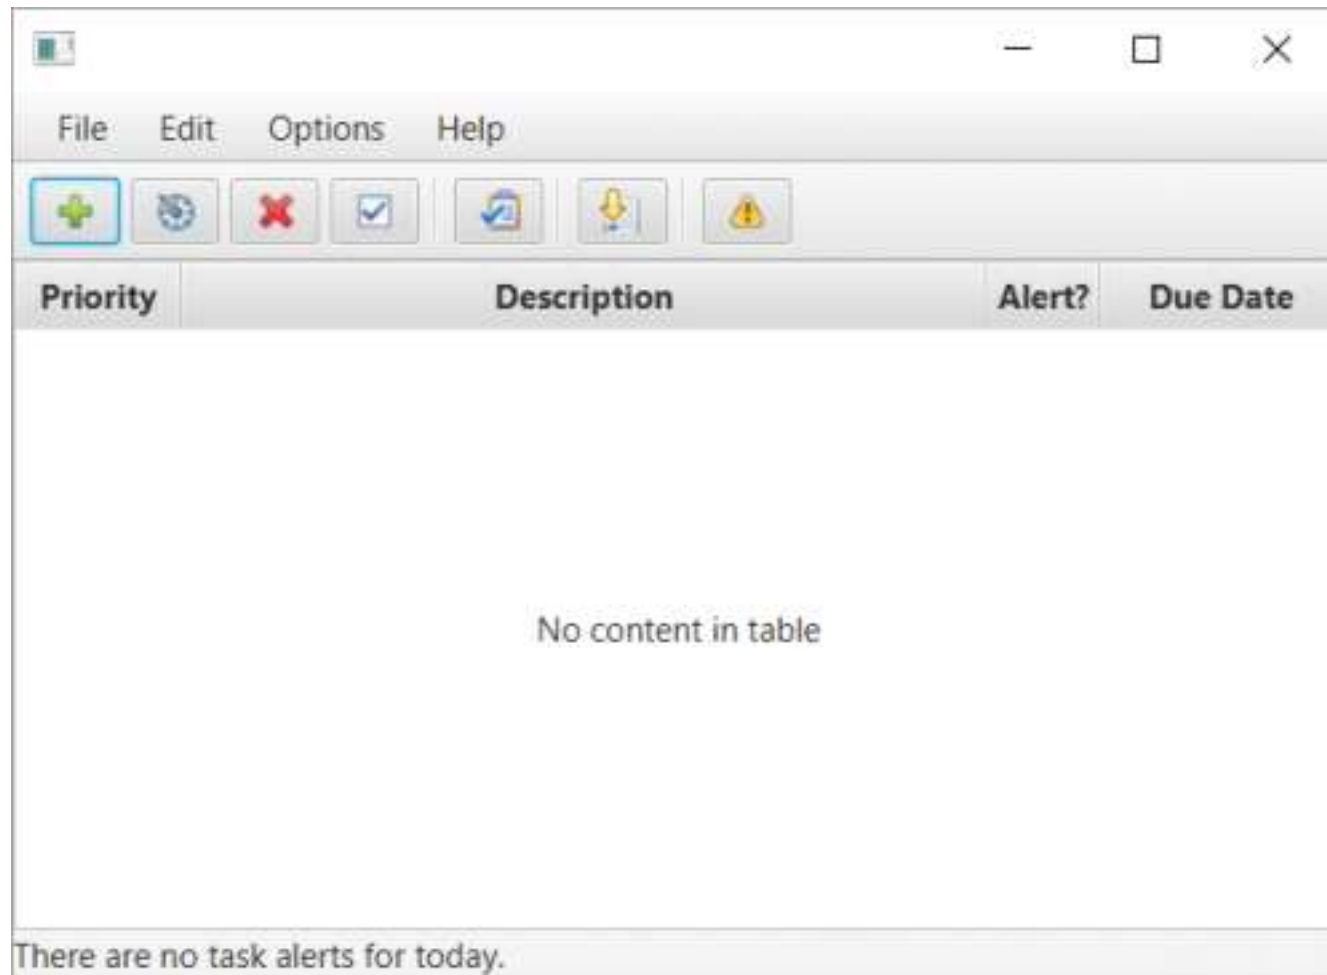 File Edit Options Help
Priority Description Alert? Due Date
No content in table
There are no task alerts for today.